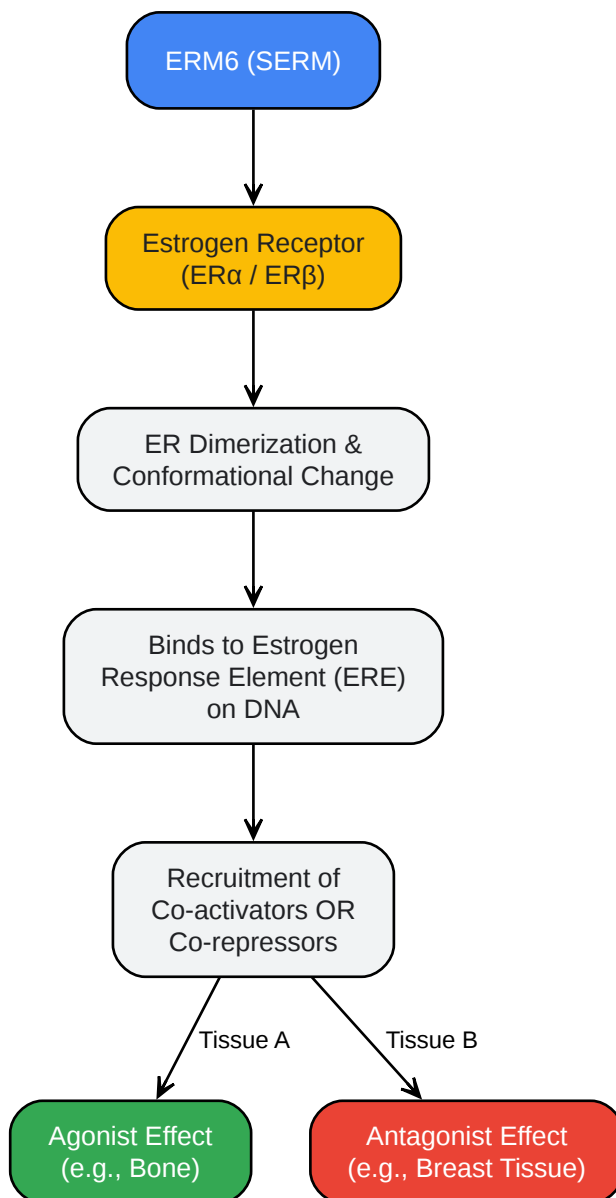 ERM6 (SERM)
Estrogen Receptor
(ERα / ERβ)
ER Dimerization &
Conformational Change
Binds to Estrogen
Response Element (ERE)
on DNA
Recruitment of
Co-activators OR
Co-repressors
Tissue A
Tissue B
Agonist Effect
(e.g., Bone)
Antagonist Effect
(e.g., Breast Tissue)